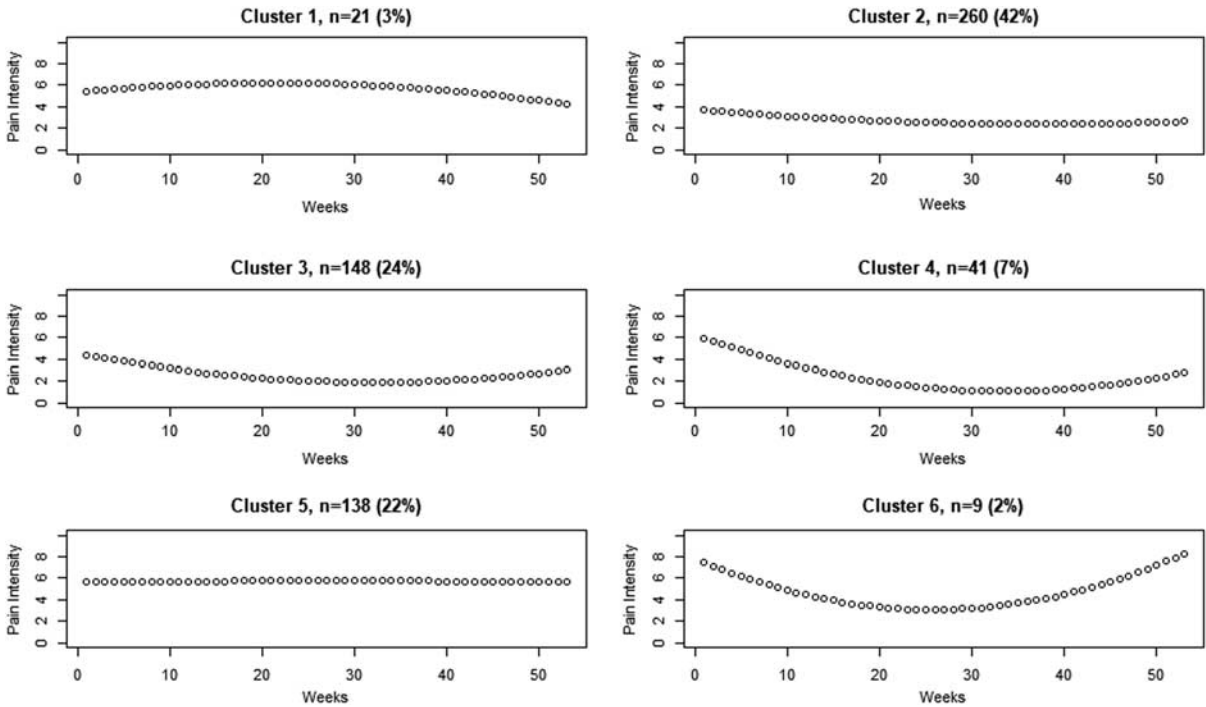 Cluster 1, n=21 (3%)
Pain Intensity
0 2 4 6 8
0 10 20 30 40 50
Weeks
Cluster 2, n=260 (42%)
Pain Intensity
0 2 4 6 8
0 10 20 30 40 50
Weeks
Cluster 3, n=148 (24%)
Pain Intensity
0 2 4 6 8
0 10 20 30 40 50
Weeks
Cluster 4, n=41 (7%)
Pain Intensity
0 2 4 6 8
0 10 20 30 40 50
Weeks
Cluster 5, n=138 (22%)
Pain Intensity
0 2 4 6 8
0 10 20 30 40 50
Weeks
Cluster 6, n=9 (2%)
Pain Intensity
0 2 4 6 8
0 10 20 30 40 50
Weeks